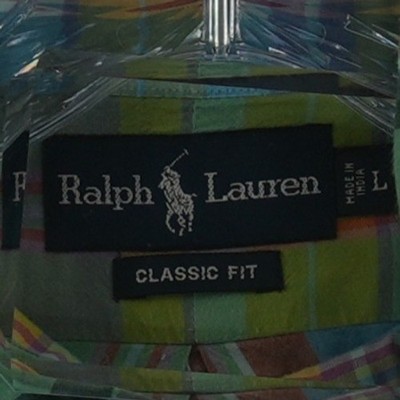 Ralph Lauren
MADE IN
INDIA
L
CLASSIC FIT